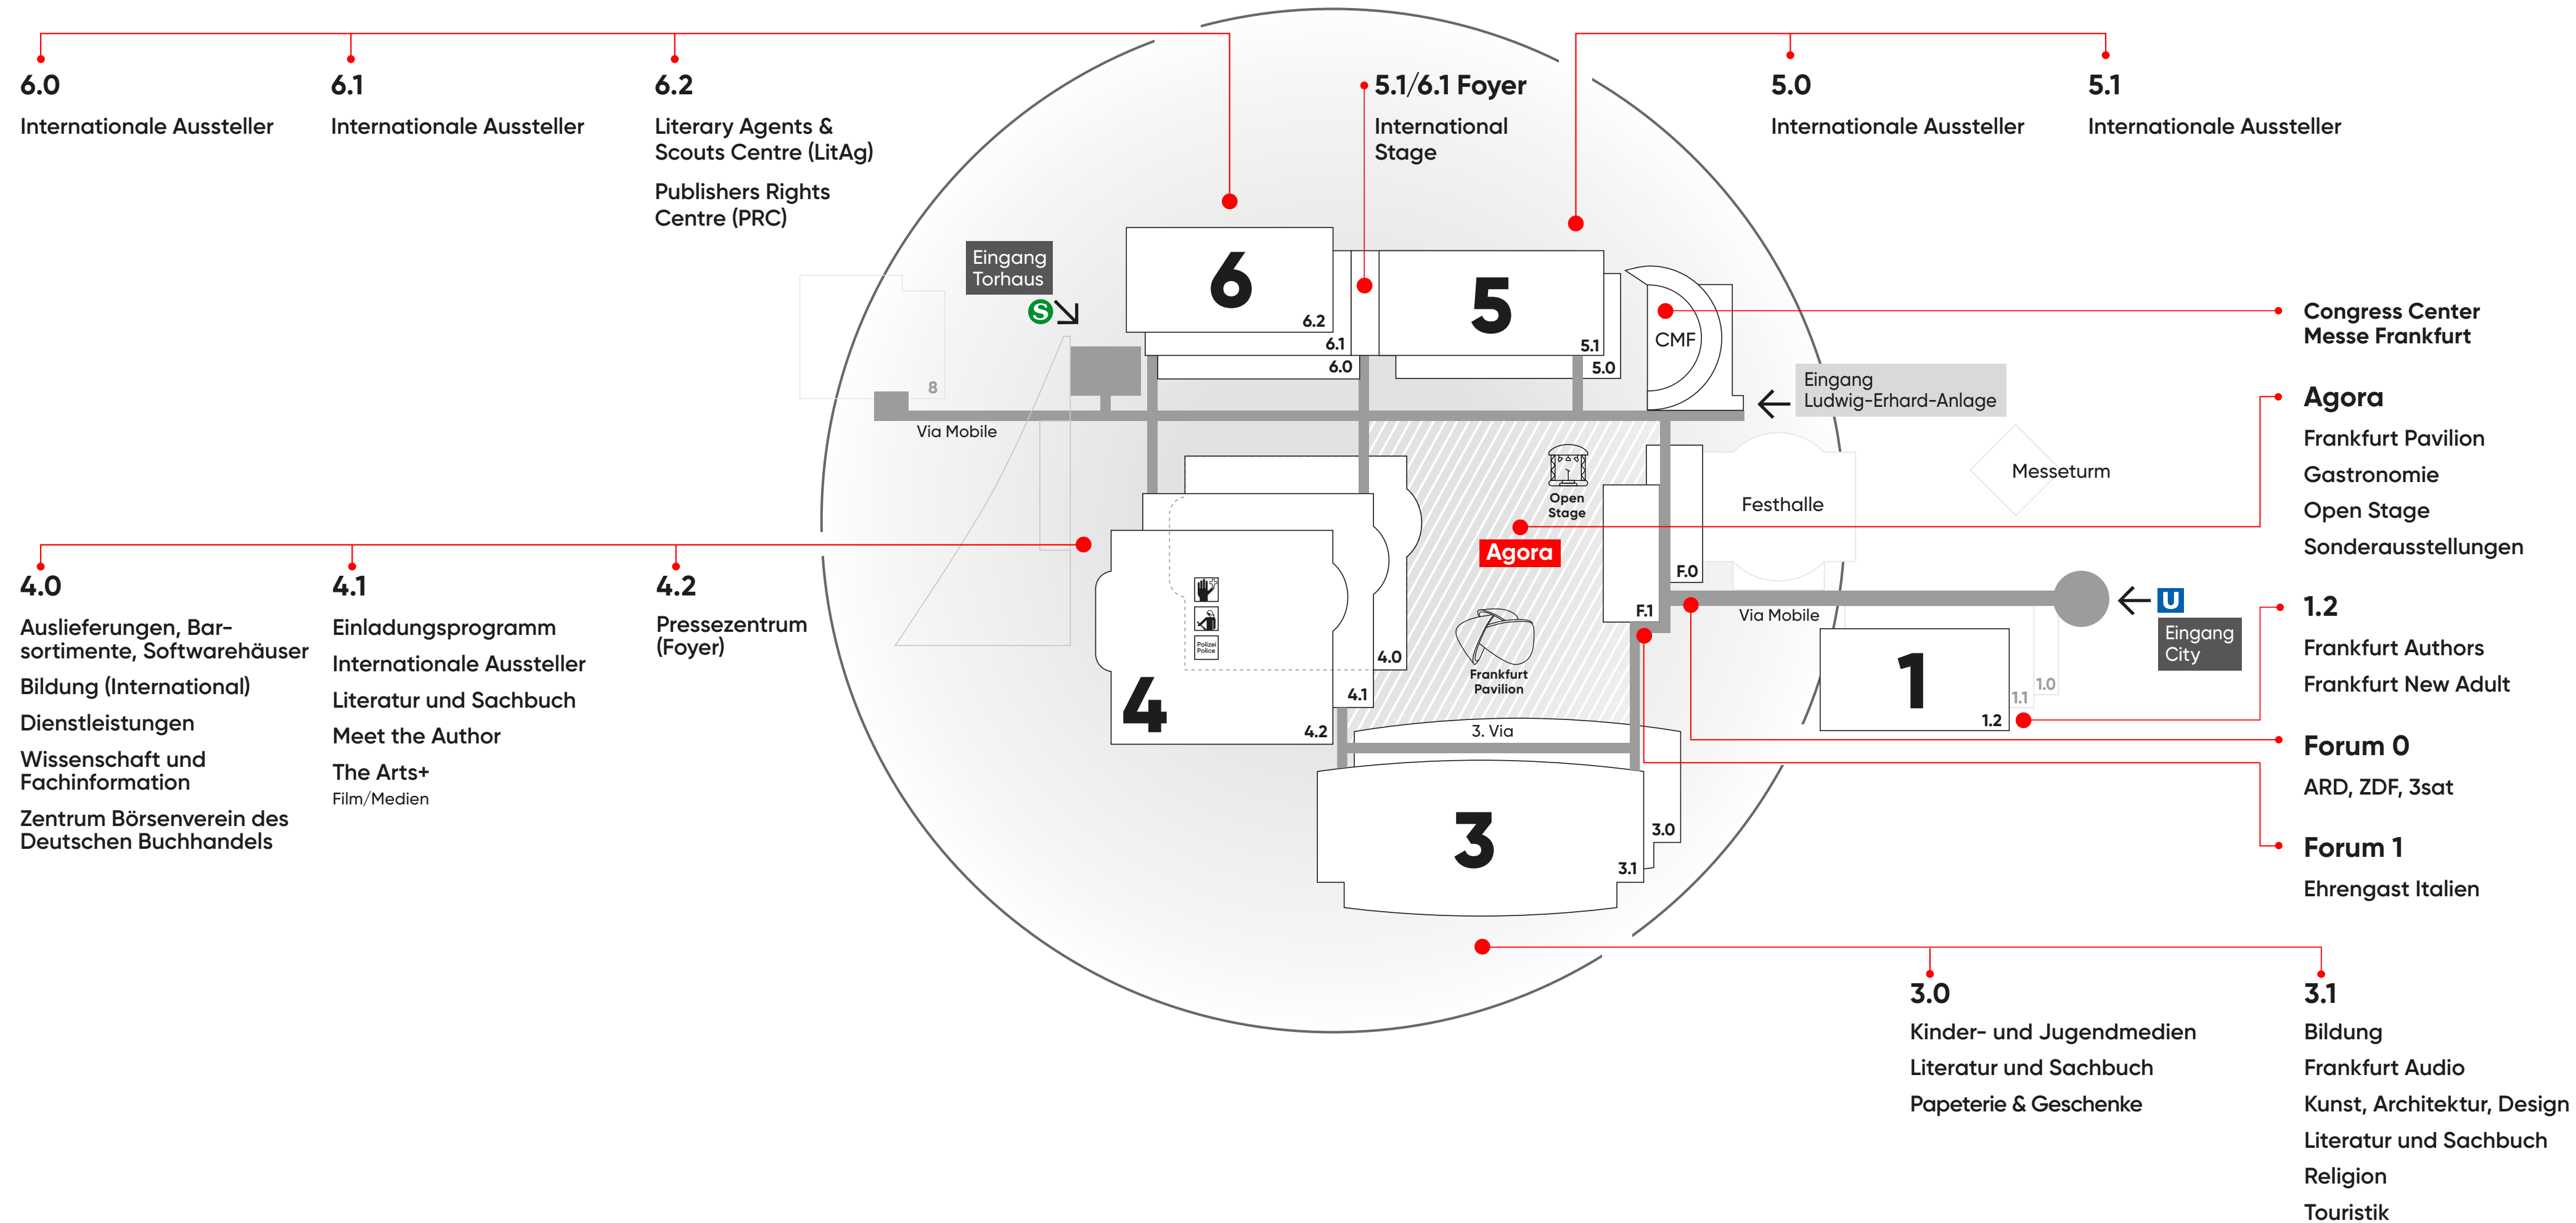 6.0
Internationale Aussteller
6.1
Internationale Aussteller
6.2
Literary Agents &
Scouts Centre (LitAg)
Publishers Rights
Centre (PRC)
5.1/6.1 Foyer
International
Stage
5.0
Internationale Aussteller
5.1
Internationale Aussteller
Eingang
Torhaus
S
6
6.2
6.1
6.0
5
5.1
5.0
CMF
Eingang
Ludwig-Erhard-Anlage
8
Via Mobile
Open
Stage
Agora
Frankfurt
Pavilion
F.0
F.1
Festhalle
Messeturm
Via Mobile
U
Eingang
City
1
1.2
1.1
1.0
Polizei
Police
4
4.0
4.1
4.2
3. Via
3
3.0
3.1
Congress Center
Messe Frankfurt
Agora
Frankfurt Pavilion
Gastronomie
Open Stage
Sonderausstellungen
1.2
Frankfurt Authors
Frankfurt New Adult
Forum 0
ARD, ZDF, 3sat
Forum 1
Ehrengast Italien
4.0
Auslieferungen, Bar-
sortimente, Softwarehäuser
Bildung (International)
Dienstleistungen
Wissenschaft und
Fachinformation
Zentrum Börsenverein des
Deutschen Buchhandels
4.1
Einladungsprogramm
Internationale Aussteller
Literatur und Sachbuch
Meet the Author
The Arts+
Film/Medien
4.2
Pressezentrum
(Foyer)
3.0
Kinder- und Jugendmedien
Literatur und Sachbuch
Papeterie & Geschenke
3.1
Bildung
Frankfurt Audio
Kunst, Architektur, Design
Literatur und Sachbuch
Religion
Touristik